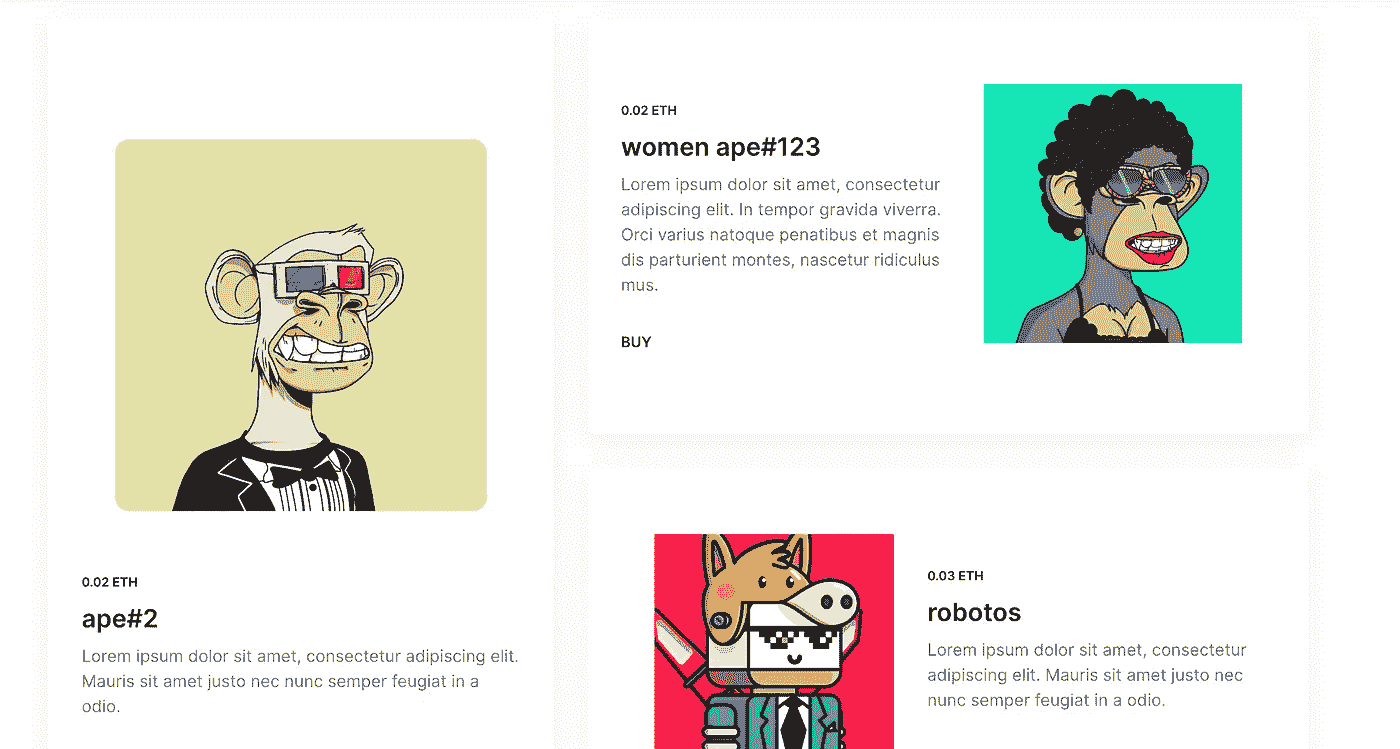 0.02 ETH
ape#2
Lorem ipsum dolor sit amet, consectetur adipiscing elit.
Mauris sit amet justo nec nunc semper feugiat in a
odio.
0.02 ETH
women ape#123
Lorem ipsum dolor sit amet, consectetur
adipiscing elit. In tempor gravida viverra.
Orci varius natoque penatibus et magnis
dis parturient montes, nascetur ridiculus
mus.
BUY
0.03 ETH
robotos
Lorem ipsum dolor sit amet, consectetur
adipiscing elit. Mauris sit amet justo nec
nunc semper feugiat in a odio.